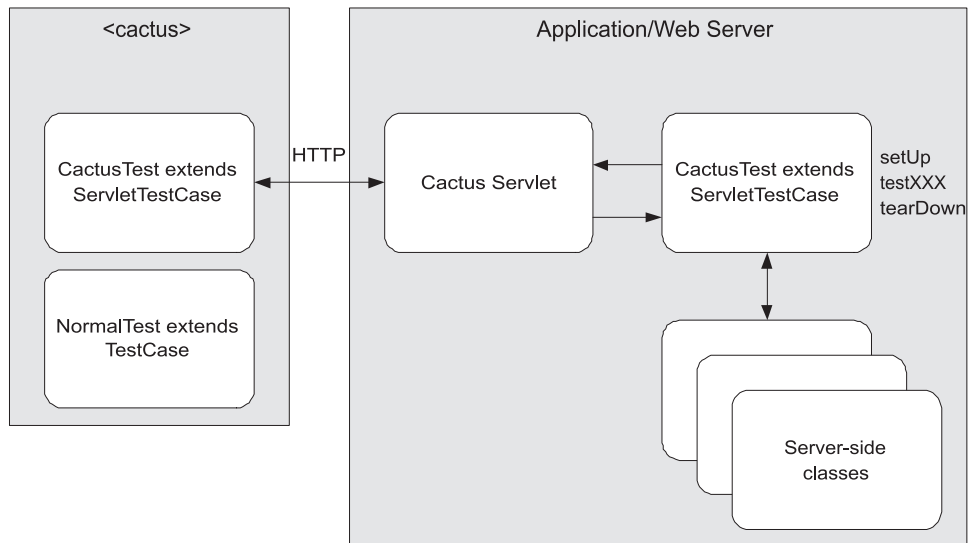 <cactus>
CactusTest extends
ServletTestCase
NormalTest extends
TestCase
HTTP
Application/Web Server
Cactus Servlet
CactusTest extends
ServletTestCase
setUp
testXXX
tearDown
Server-side
classes